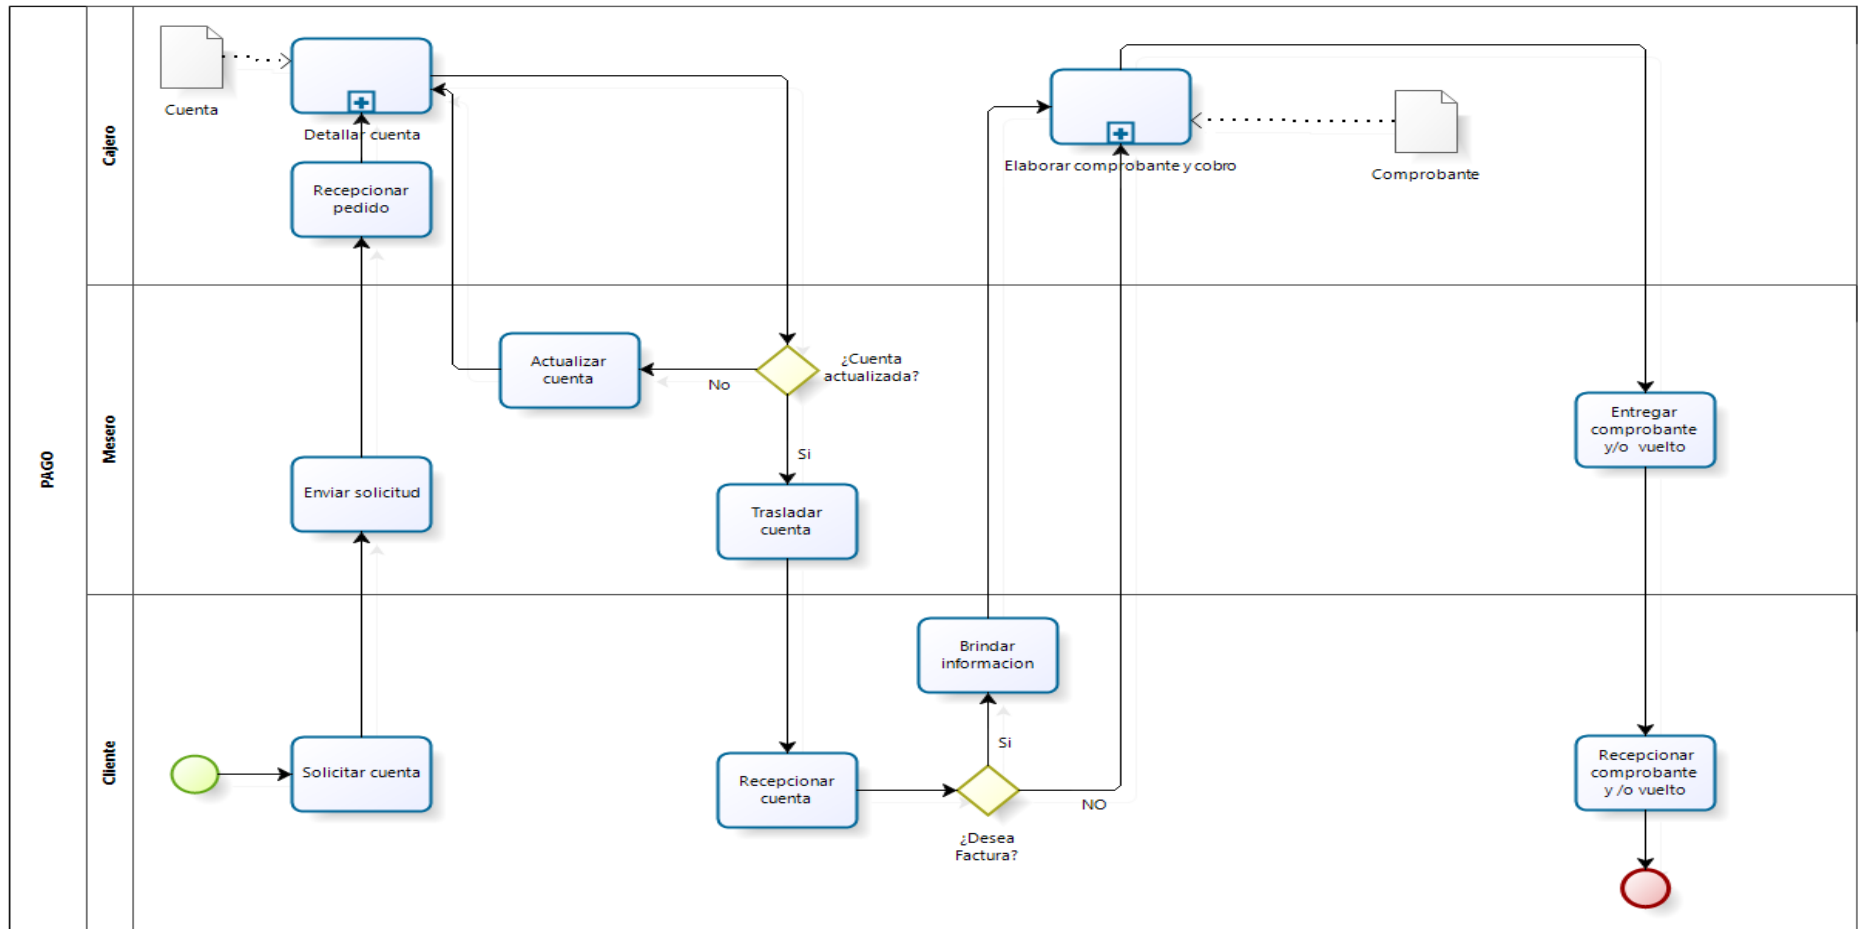 PAGO
Cajero
Cuenta
Detallar cuenta
Recepcionar
pedido
Elaborar comprobante y cobro
Comprobante
Mesero
Actualizar
cuenta
No
¿Cuenta
actualizada?
Si
Enviar solicitud
Trasladar
cuenta
Entregar
comprobante
y/o vuelto
Cliente
Solicitar cuenta
Recepcionar
cuenta
Brindar
informacion
Si
NO
¿Desea
Factura?
Recepcionar
comprobante
y /o vuelto